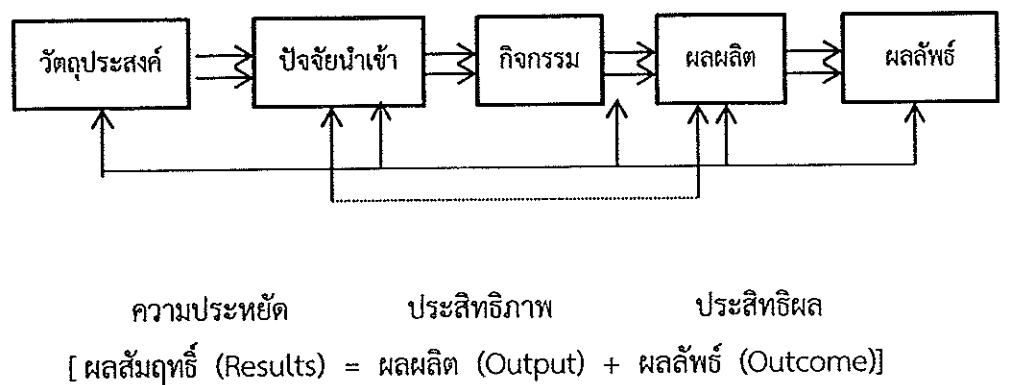 วัตถุประสงค์ ปัจจัยนำเข้า กิจกรรม ผลผลิต ผลลัพธ์
ความประหยัด ประสิทธิภาพ ประสิทธิผล
[ ผลสัมฤทธิ์ (Results) = ผลผลิต (Output) + ผลลัพธ์ (Outcome)]